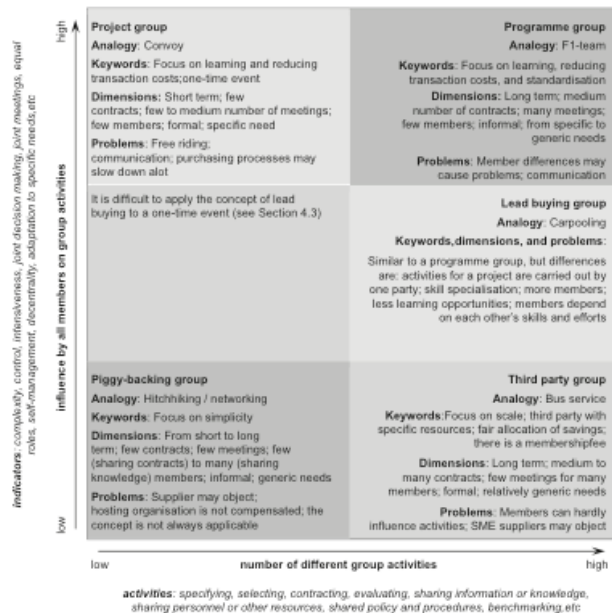 indicators: complexity, control, intensiveness, joint decision making, joint meetings, equal
roles, self-management, decentrality, adaptation to specific needs,etc
influence by all members on group activities
high
low
Project group
Analogy: Convoy
Keywords: Focus on learning and reducing
transaction costs;one-time event
Dimensions: Short term; few
contracts; few to medium number of meetings;
few members; formal; specific need
Problems: Free riding;
communication; purchasing processes may
slow down alot
Programme group
Analogy: F1-team
Keywords: Focus on learning, reducing
transaction costs, and standardisation
Dimensions: Long term; medium
number of contracts; many meetings;
few members; informal; from specific to
generic needs
Problems: Member differences may
cause problems; communication
It is difficult to apply the concept of lead
buying to a one-time event (see Section 4.3)
Lead buying group
Analogy: Carpooling
Keywords,dimensions, and problems:
Similar to a programme group, but differences
are: activities for a project are carried out by
one party; skill specialisation; more members;
less learning opportunities; members depend
on each other's skills and efforts
Piggy-backing group
Analogy: Hitchhiking / networking
Keywords: Focus on simplicity
Dimensions: From short to long
term; few contracts; few meetings; few
(sharing contracts) to many (sharing
knowledge) members; informal; generic needs
Problems: Supplier may object;
hosting organisation is not compensated; the
concept is not always applicable
Third party group
Analogy: Bus service
Keywords:Focus on scale; third party with
specific resources; fair allocation of savings;
there is a membershipfee
Dimensions: Long term; medium to
many contracts; few meetings for many
members; formal; relatively generic needs
Problems: Members can hardly
influence activities; SME suppliers may object
low
number of different group activities
high
activities: specifying, selecting, contracting, evaluating, sharing information or knowledge,
sharing personnel or other resources, shared policy and procedures, benchmarking,etc